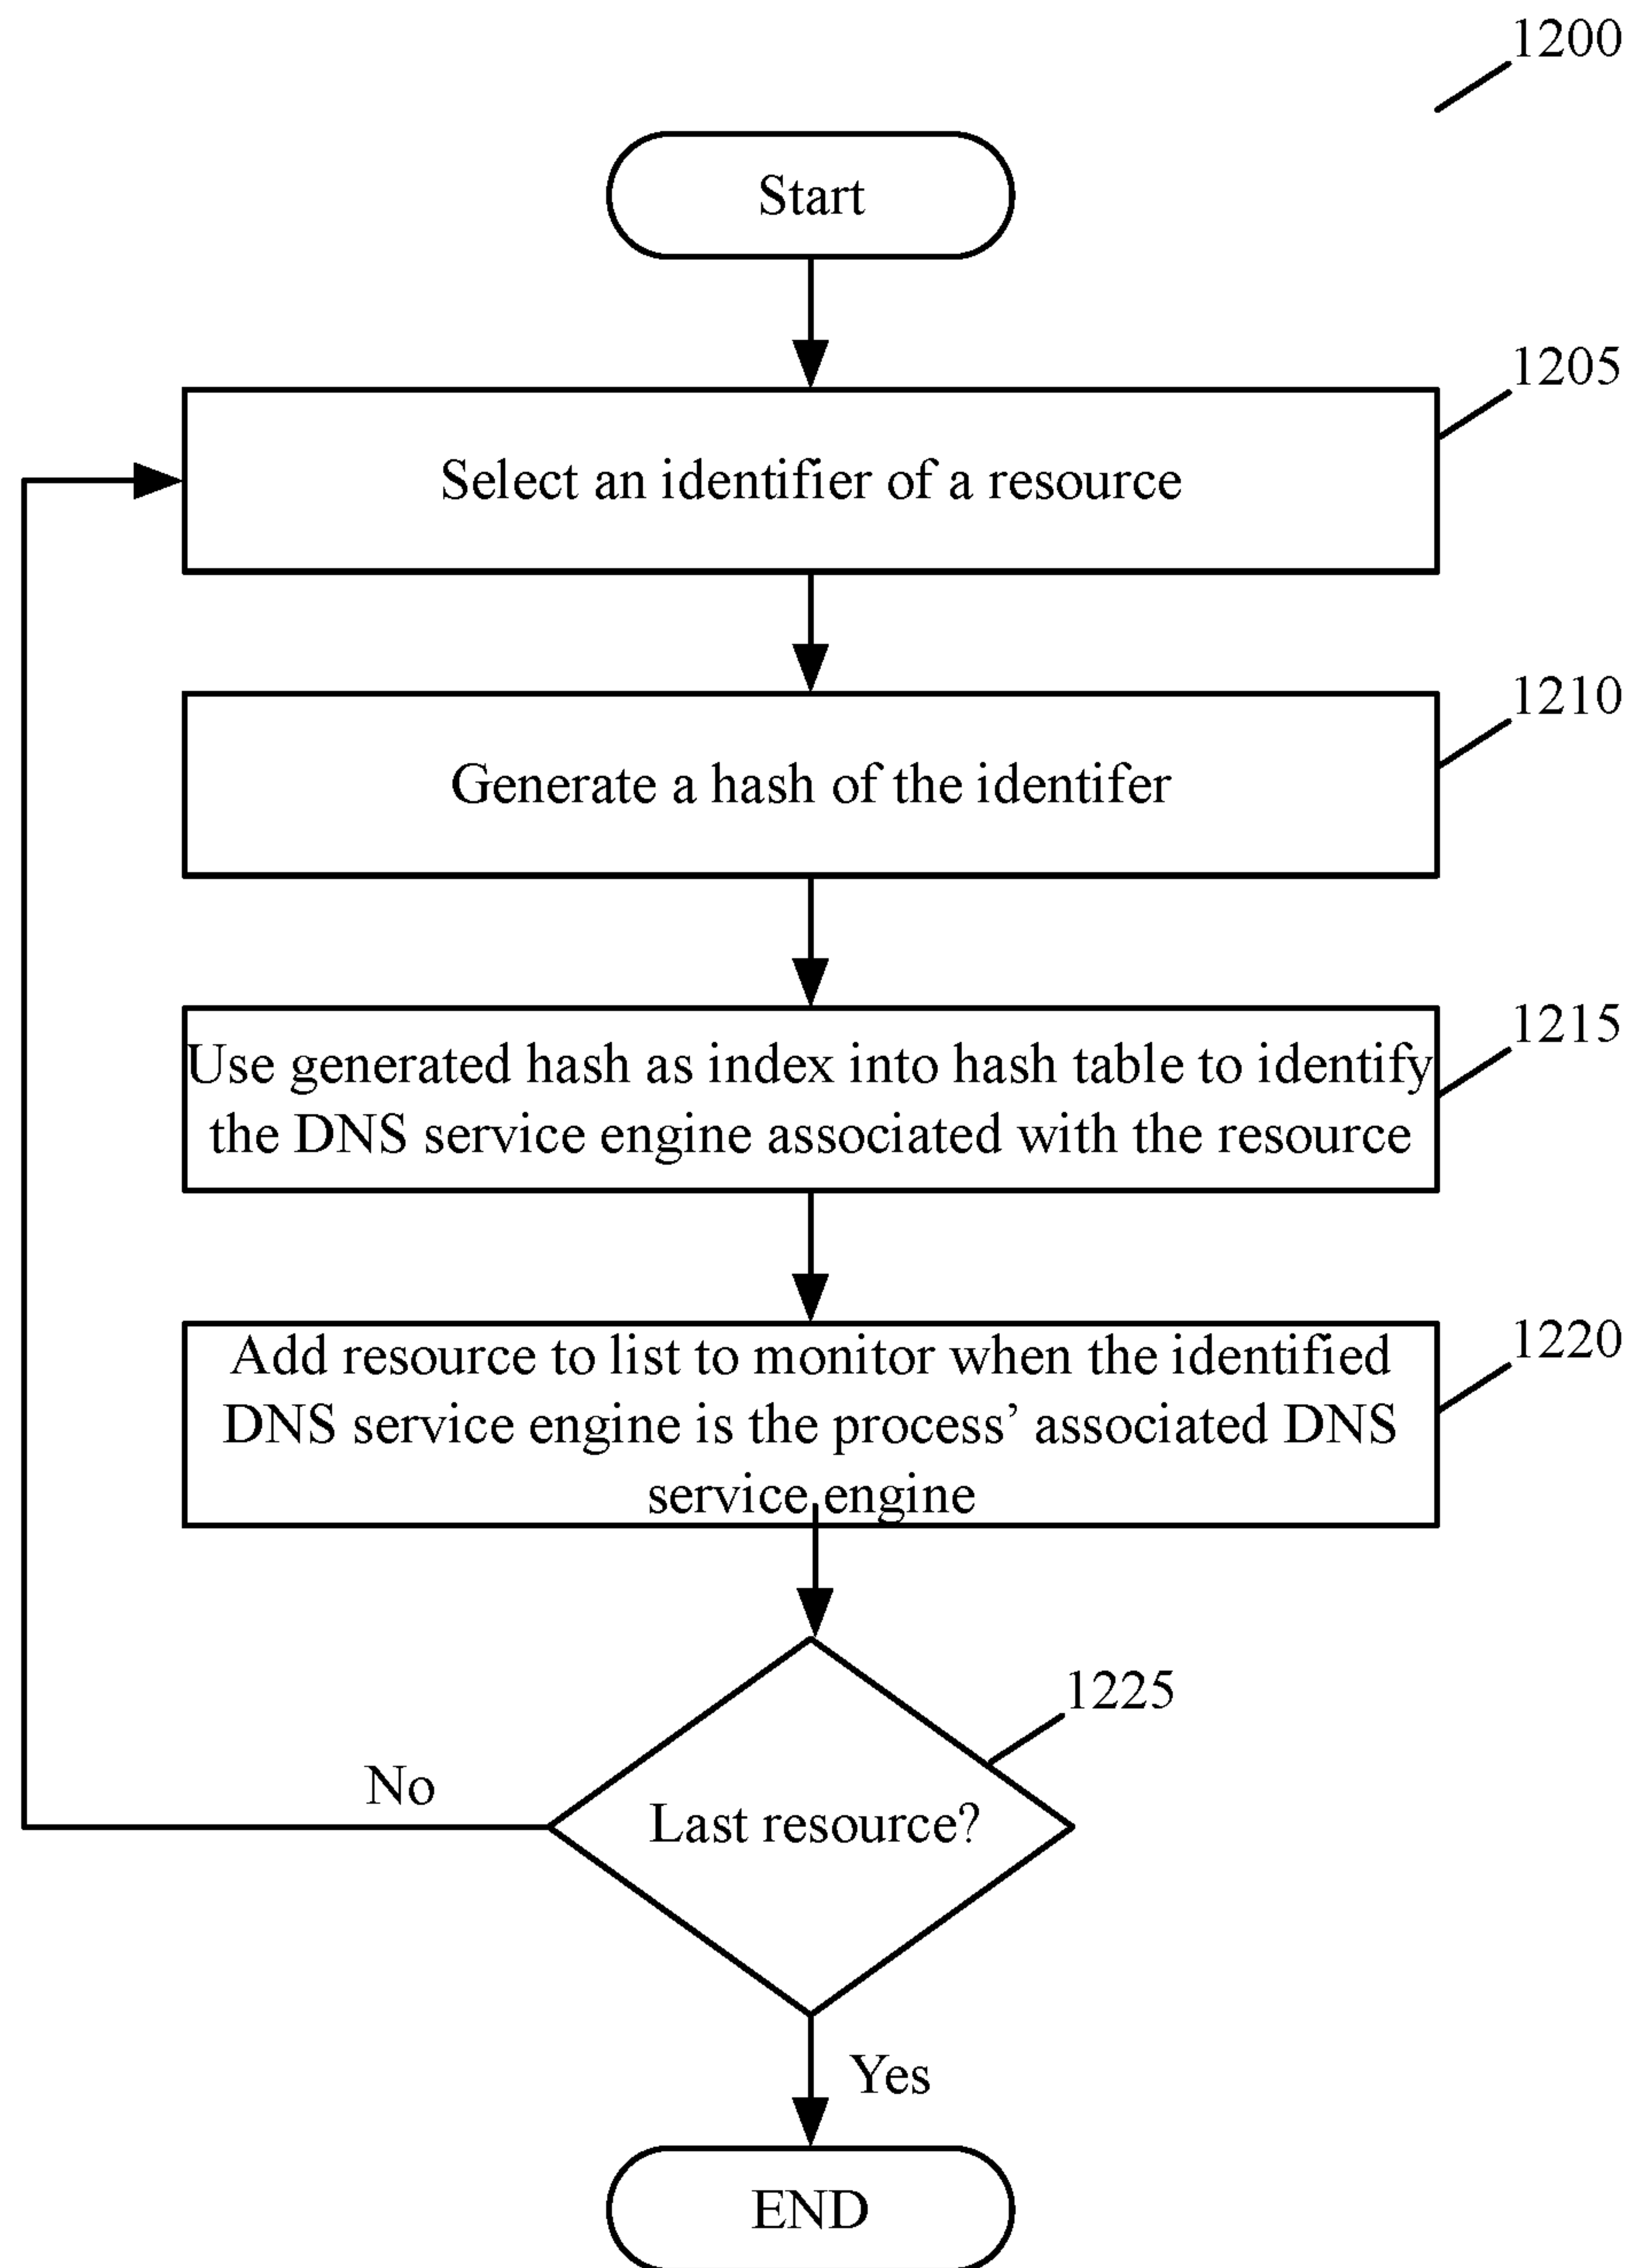 1200
Start
1205
Select an identifier of a resource
1210
Generate a hash of the identifer
1215
Use generated hash as index into hash table to identify
the DNS service engine associated with the resource
1220
Add resource to list to monitor when the identified
DNS service engine is the process’ associated DNS
service engine
1225
No
Last resource?
Yes
END